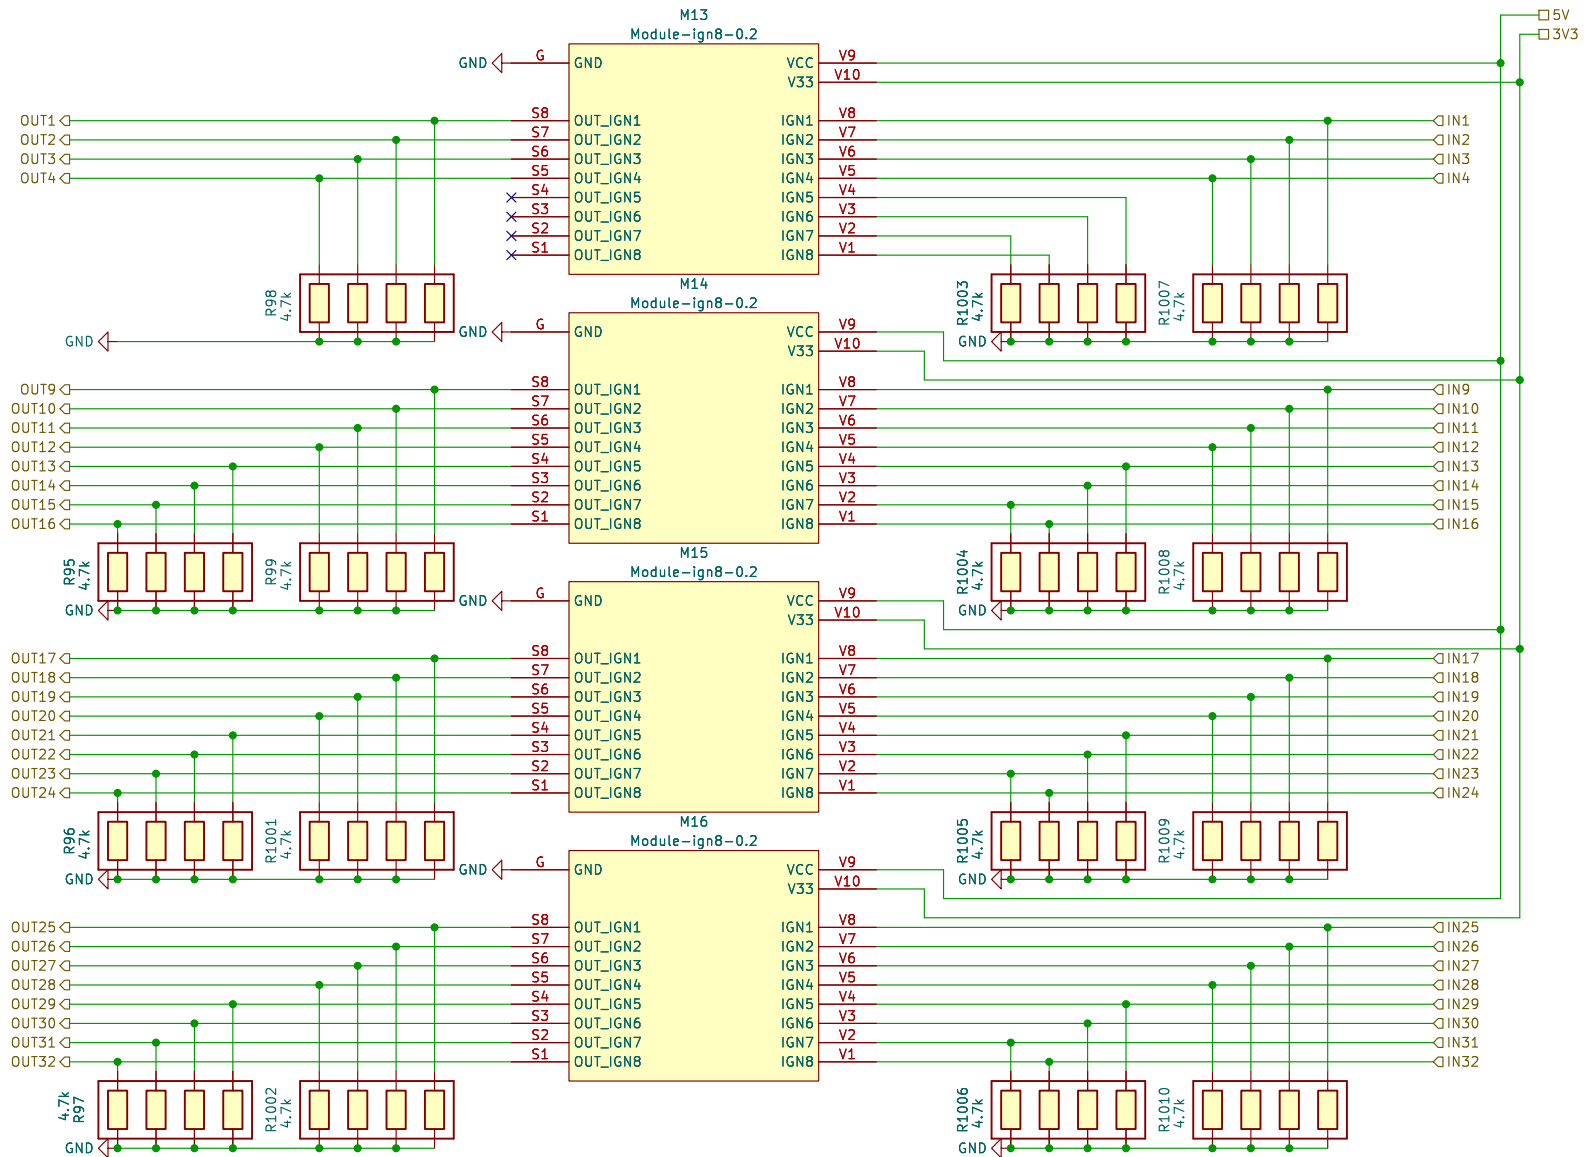 M13
Module-ign8-0.2
5V
3V3
GND G GND VCC V9
V33 V10
OUT1 S8 OUT_IGN1 IGN1 V8 IN1
OUT2 S7 OUT_IGN2 IGN2 V7 IN2
OUT3 S6 OUT_IGN3 IGN3 V6 IN3
OUT4 S5 OUT_IGN4 IGN4 V5 IN4
S4 OUT_IGN5 IGN5 V4
S3 OUT_IGN6 IGN6 V3
S2 OUT_IGN7 IGN7 V2
S1 OUT_IGN8 IGN8 V1
R98
4.7k
R1003
4.7k
R1007
4.7k
GND
GND
M14
Module-ign8-0.2
GND G GND VCC V9
V33 V10
OUT9 S8 OUT_IGN1 IGN1 V8 IN9
OUT10 S7 OUT_IGN2 IGN2 V7 IN10
OUT11 S6 OUT_IGN3 IGN3 V6 IN11
OUT12 S5 OUT_IGN4 IGN4 V5 IN12
OUT13 S4 OUT_IGN5 IGN5 V4 IN13
OUT14 S3 OUT_IGN6 IGN6 V3 IN14
OUT15 S2 OUT_IGN7 IGN7 V2 IN15
OUT16 S1 OUT_IGN8 IGN8 V1 IN16
R95
4.7k
R99
4.7k
R1004
4.7k
R1008
4.7k
GND
GND
M15
Module-ign8-0.2
GND G GND VCC V9
V33 V10
OUT17 S8 OUT_IGN1 IGN1 V8 IN17
OUT18 S7 OUT_IGN2 IGN2 V7 IN18
OUT19 S6 OUT_IGN3 IGN3 V6 IN19
OUT20 S5 OUT_IGN4 IGN4 V5 IN20
OUT21 S4 OUT_IGN5 IGN5 V4 IN21
OUT22 S3 OUT_IGN6 IGN6 V3 IN22
OUT23 S2 OUT_IGN7 IGN7 V2 IN23
OUT24 S1 OUT_IGN8 IGN8 V1 IN24
R96
4.7k
R1001
4.7k
R1005
4.7k
R1009
4.7k
GND
GND
M16
Module-ign8-0.2
GND G GND VCC V9
V33 V10
OUT25 S8 OUT_IGN1 IGN1 V8 IN25
OUT26 S7 OUT_IGN2 IGN2 V7 IN26
OUT27 S6 OUT_IGN3 IGN3 V6 IN27
OUT28 S5 OUT_IGN4 IGN4 V5 IN28
OUT29 S4 OUT_IGN5 IGN5 V4 IN29
OUT30 S3 OUT_IGN6 IGN6 V3 IN30
OUT31 S2 OUT_IGN7 IGN7 V2 IN31
OUT32 S1 OUT_IGN8 IGN8 V1 IN32
4.7k
R97
R1002
4.7k
R1006
4.7k
R1010
4.7k
GND
GND